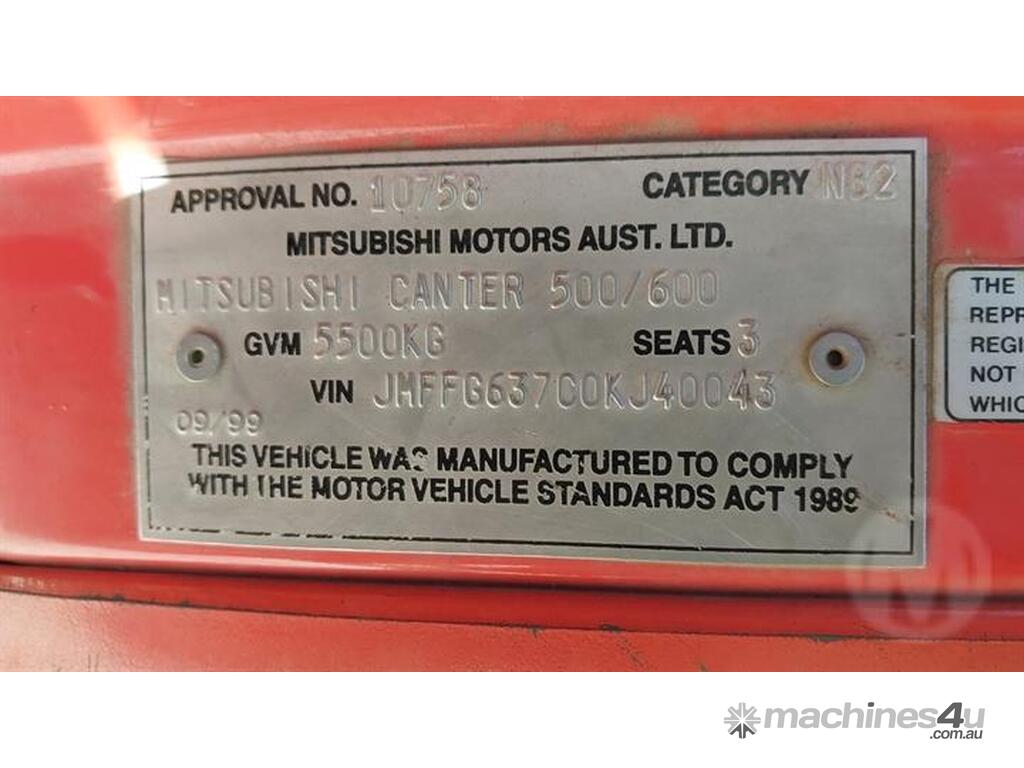 APPROVAL NO. 10758 CATEGORY NB2
MITSUBISHI MOTORS AUST. LTD.
MITSUBISHI CANTER 500/600
GVM 5500KG SEATS 3
VIN JMFFG637C0KJ40043
09/99
THIS VEHICLE WAS MANUFACTURED TO COMPLY
WITH THE MOTOR VEHICLE STANDARDS ACT 1989
THE
REPR
REGI
NOT
WHIC
M
machines4u
.com.au